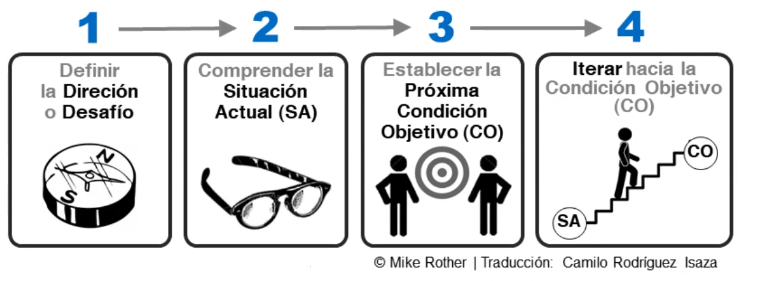 1
2
3
4
Definir
la Direción
o Desafío
Comprender la
Situación
Actual (SA)
Establecer la
Próxima
Condición
Objetivo (CO)
Iterar hacia la
Condición Objetivo
(CO)
N
S
CO
SA
© Mike Rother | Traducción: Camilo Rodríguez Isaza